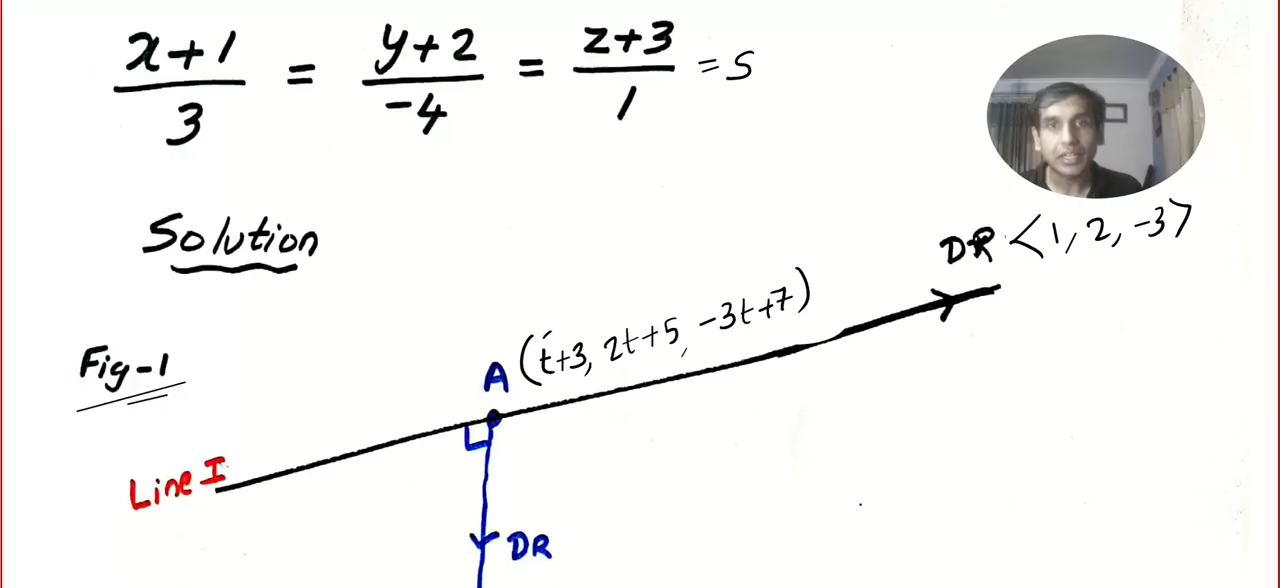 x+1/3 = y+2/-4 = z+3/1 = s
Solution
DR <1, 2, -3>
(t+3, 2t+5, -3t+7)
Fig-1
A
Line I
DR